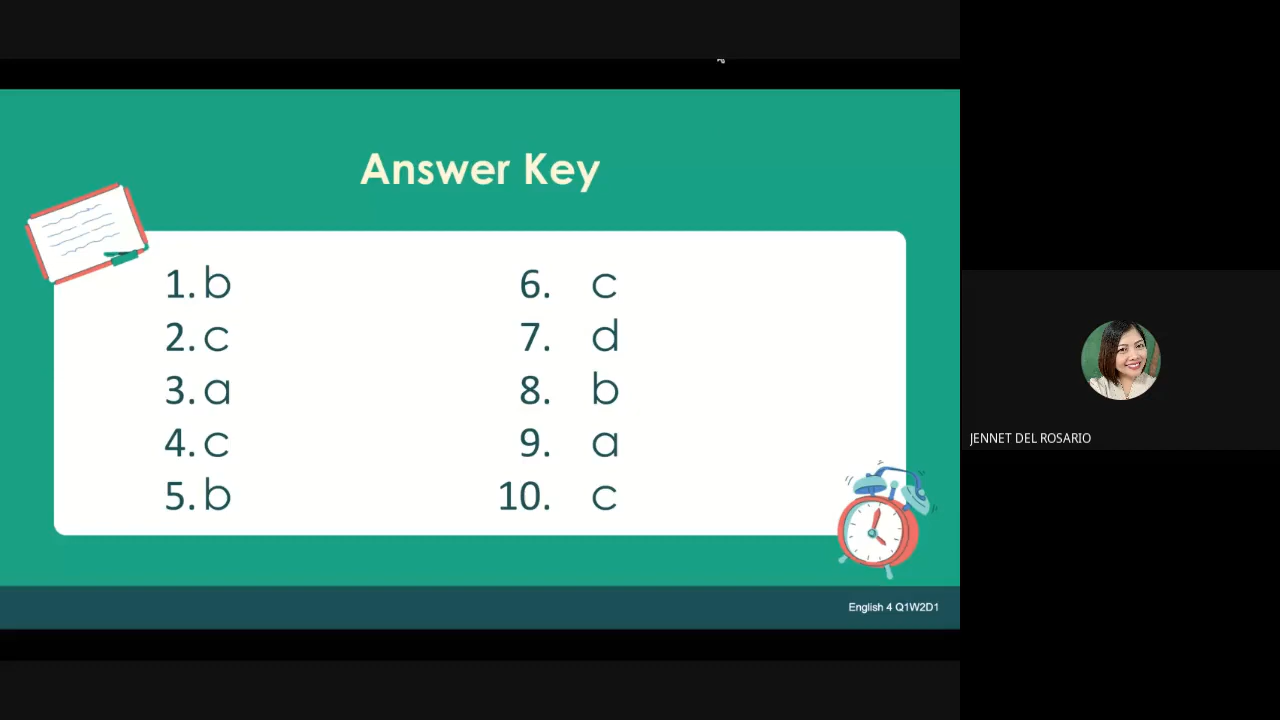 Answer Key
1. b
2. c
3. a
4. c
5. b
6. c
7. d
8. b
9. a
10. c
JENNET DEL ROSARIO
English 4 Q1W2D1